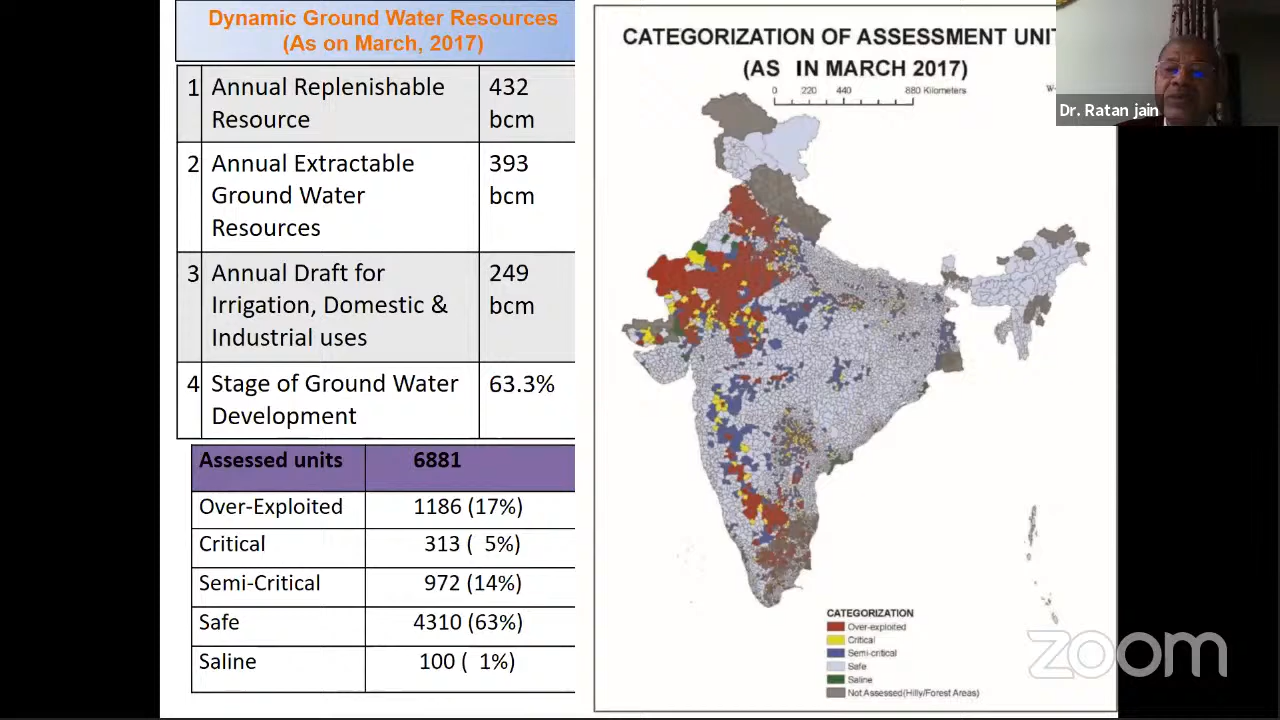 Dynamic Ground Water Resources
(As on March, 2017)
1 Annual Replenishable Resource 432 bcm
2 Annual Extractable Ground Water Resources 393 bcm
3 Annual Draft for Irrigation, Domestic & Industrial uses 249 bcm
4 Stage of Ground Water Development 63.3%
Assessed units 6881
Over-Exploited 1186 (17%)
Critical 313 ( 5%)
Semi-Critical 972 (14%)
Safe 4310 (63%)
Saline 100 ( 1%)
CATEGORIZATION OF ASSESSMENT UNIT
(AS IN MARCH 2017)
0 220 440 880 Kilometers
W
Dr. Ratan jain
CATEGORIZATION
Over-exploited
Critical
Semi-critical
Safe
Saline
Not Assessed(Hilly/Forest Areas)
zoom